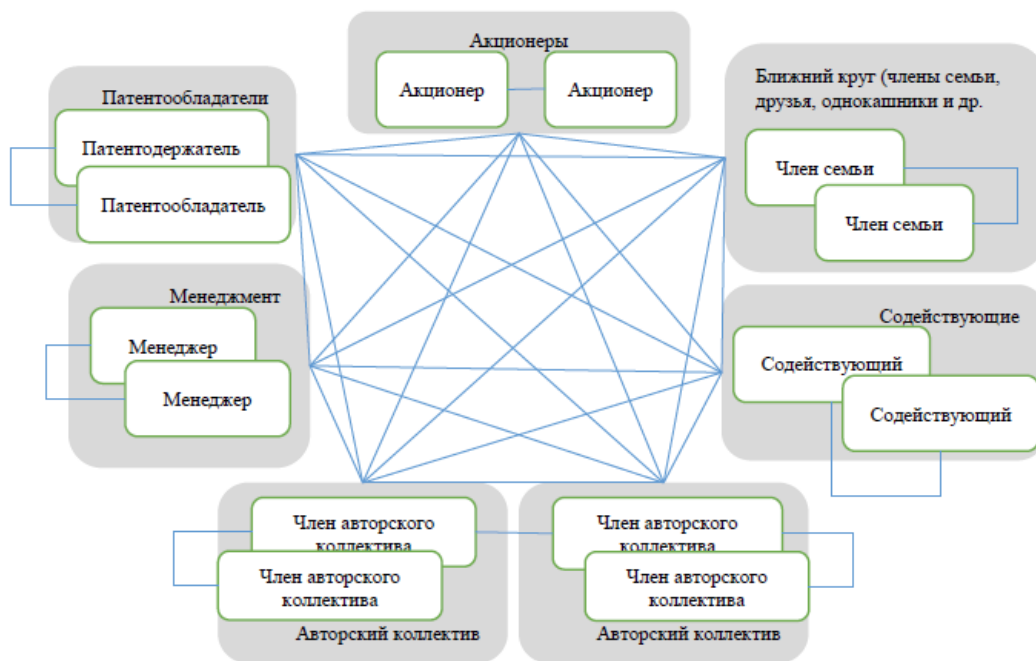 Акционеры
Акционер
Акционер
Ближний круг (члены семьи,
друзья, однокашники и др.
Член семьи
Член семьи
Патентообладатели
Патентодержатель
Патентообладатель
Менеджмент
Менеджер
Менеджер
Содействующие
Содействующий
Содействующий
Член авторского
коллектива
Член авторского
коллектива
Авторский коллектив
Член авторского
коллектива
Член авторского
коллектива
Авторский коллектив